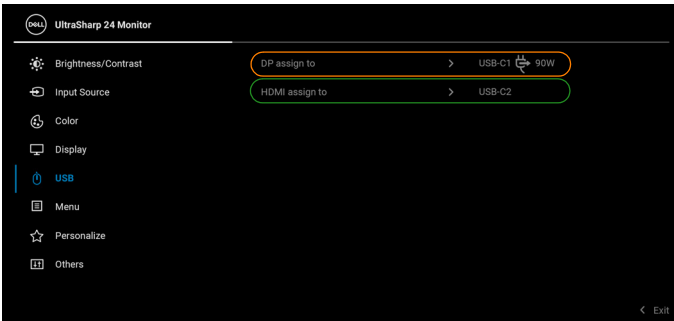 DELL UltraSharp 24 Monitor
Brightness/Contrast
DP assign to > USB-C1 90W
Input Source
HDMI assign to > USB-C2
Color
Display
USB
Menu
Personalize
Others
< Exit